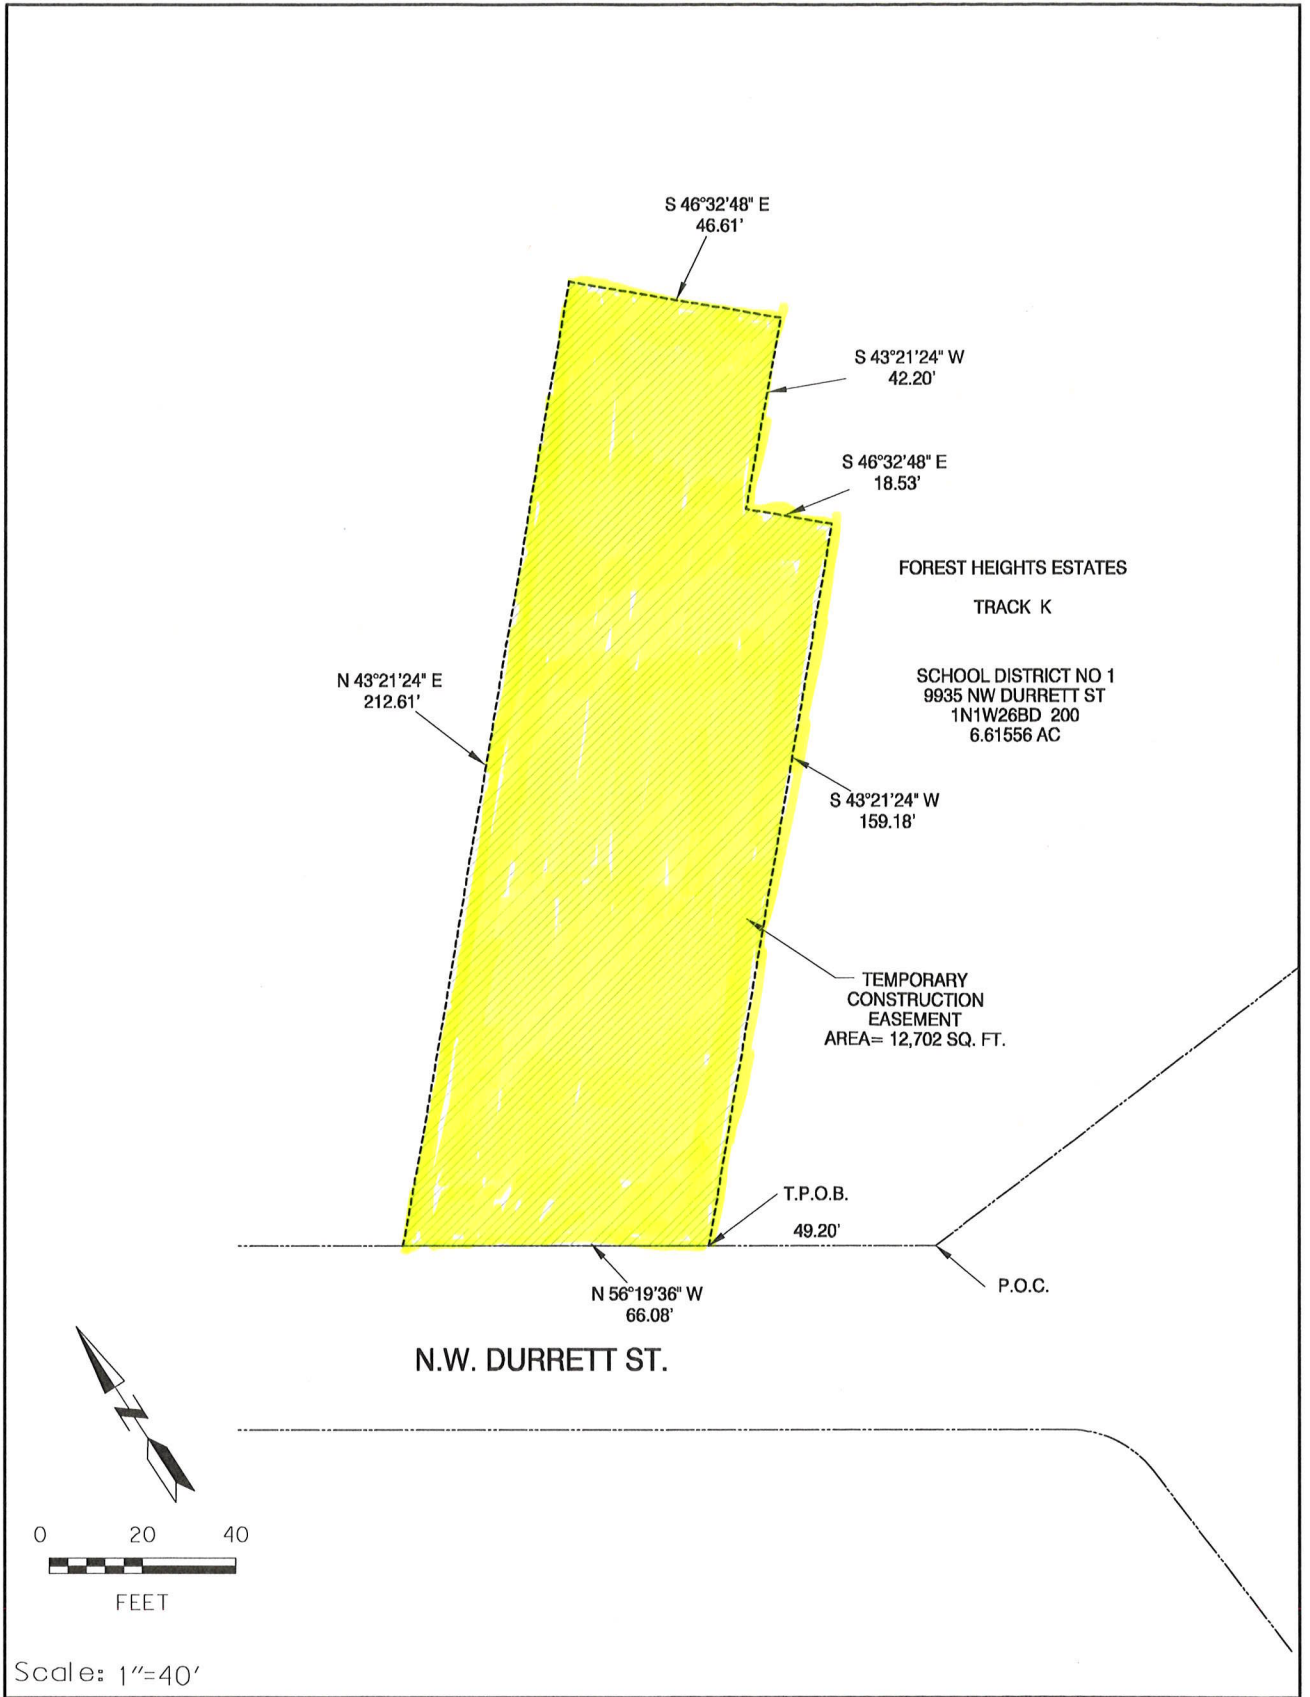 S 46°32'48" E
46.61'
S 43°21'24" W
42.20'
S 46°32'48" E
18.53'
FOREST HEIGHTS ESTATES
TRACK K
SCHOOL DISTRICT NO 1
9935 NW DURRETT ST
1N1W26BD 200
6.61556 AC
N 43°21'24" E
212.61'
S 43°21'24" W
159.18'
TEMPORARY
CONSTRUCTION
EASEMENT
AREA= 12,702 SQ. FT.
T.P.O.B.
49.20'
P.O.C.
N 56°19'36" W
66.08'
N.W. DURRETT ST.
N
0 20 40
FEET
Scale: 1"=40'